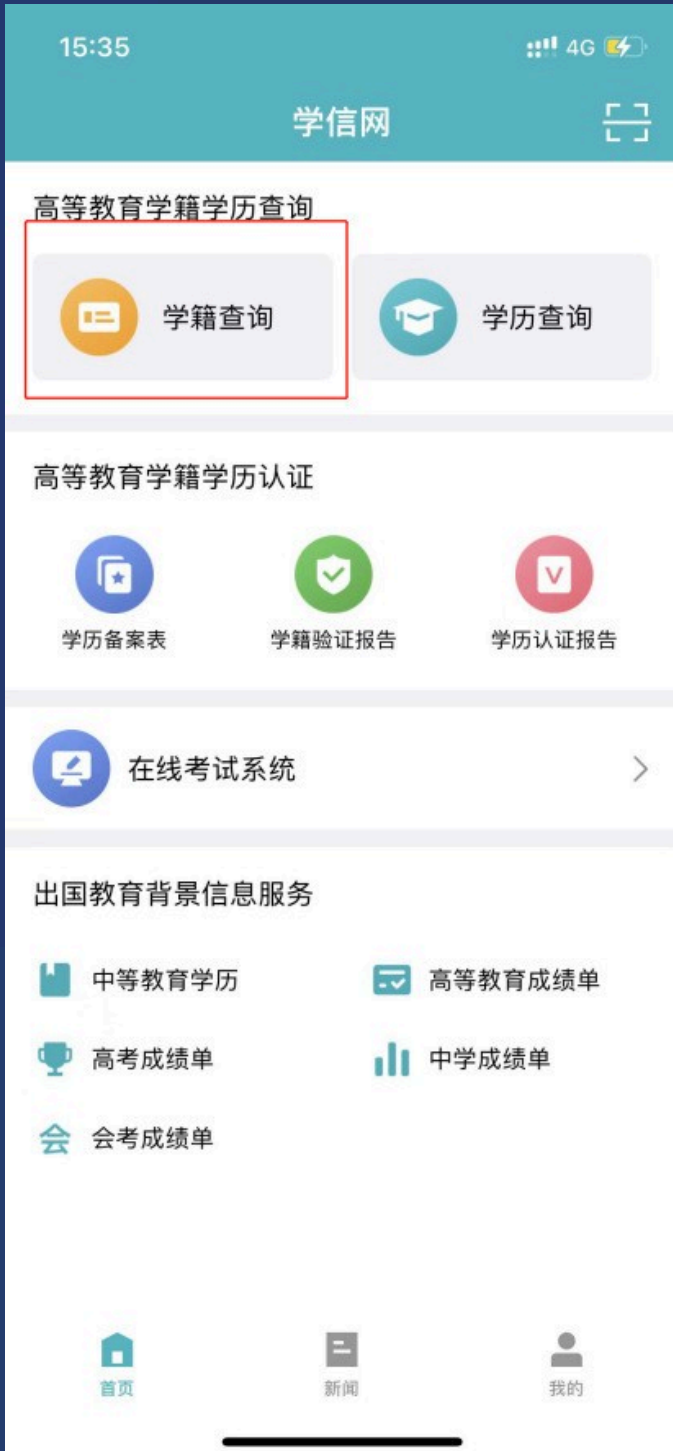 15:35
4G
学信网
高等教育学籍学历查询
学籍查询
学历查询
高等教育学籍学历认证
学历备案表
学籍验证报告
V
学历认证报告
在线考试系统
出国教育背景信息服务
中等教育学历
高等教育成绩单
高考成绩单
中学成绩单
会
会考成绩单
首页
新闻
我的